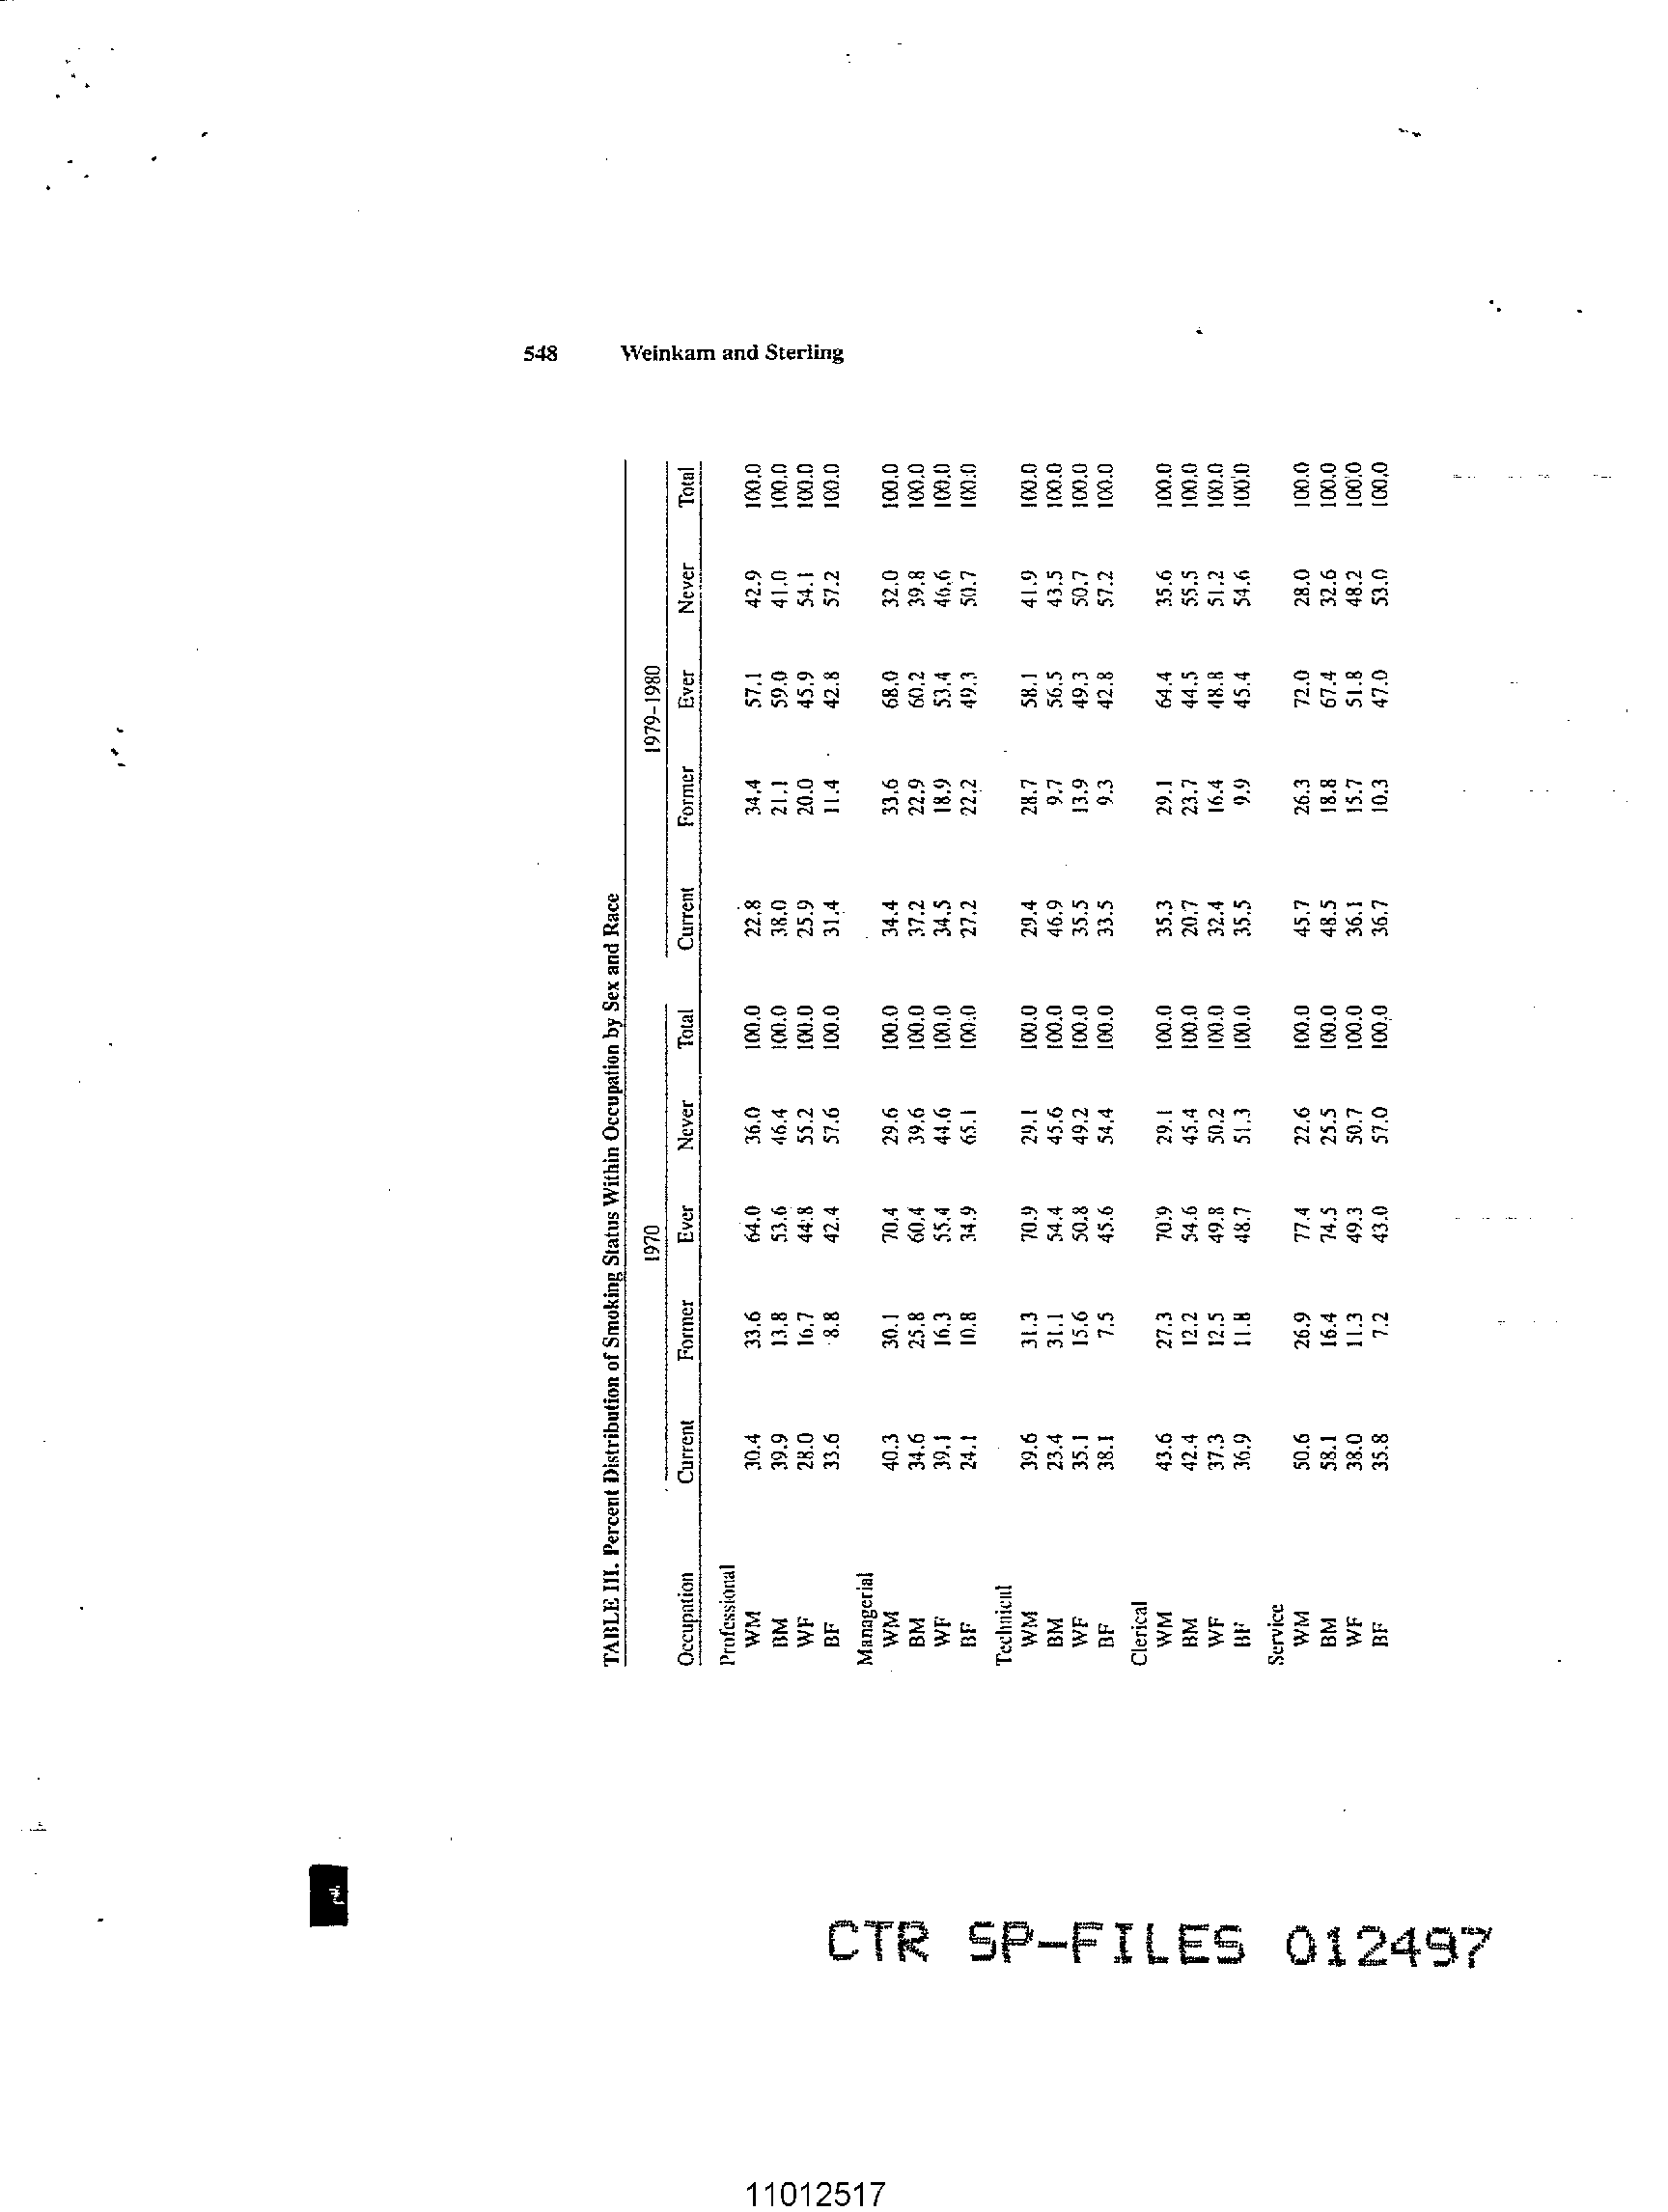 548 Weinkam and Sterling
TABLE III. Percent Distribution of Smoking Status Within Occupation by Sex and Race
1970 1979-1980
Occupation Current Former Ever Never Total Current Former Ever Never Total
Professional
WM 30.4 33.6 64.0 36.0 100.0 22.8 34.4 57.1 42.9 100.0
BM 39.9 13.8 53.6 46.4 100.0 38.0 21.1 59.0 41.0 100.0
WF 28.0 16.7 44.8 55.2 100.0 25.9 20.0 45.9 54.1 100.0
BF 33.6 8.8 42.4 57.6 100.0 31.4 11.4 42.8 57.2 100.0
Managerial
WM 40.3 30.1 70.4 29.6 100.0 34.4 33.6 68.0 32.0 100.0
BM 34.6 25.8 60.4 39.6 100.0 37.2 22.9 60.2 39.8 100.0
WF 39.1 16.3 55.4 44.6 100.0 34.5 18.9 53.4 46.6 100.0
BF 24.1 10.8 34.9 65.1 100.0 27.2 22.2 49.3 50.7 100.0
Technical
WM 39.6 31.3 70.9 29.1 100.0 29.4 28.7 58.1 41.9 100.0
BM 23.4 31.1 54.4 45.6 100.0 46.9 9.7 56.5 43.5 100.0
WF 35.1 15.6 50.8 49.2 100.0 35.5 13.9 49.3 50.7 100.0
BF 38.1 7.5 45.6 54.4 100.0 33.5 9.3 42.8 57.2 100.0
Clerical
WM 43.6 27.3 70.9 29.1 100.0 35.3 29.1 64.4 35.6 100.0
BM 42.4 12.2 54.6 45.4 100.0 20.7 23.7 44.5 55.5 100.0
WF 37.3 12.5 49.8 50.2 100.0 32.4 16.4 48.8 51.2 100.0
BF 36.9 11.8 48.7 51.3 100.0 35.5 9.9 45.4 54.6 100.0
Service
WM 50.6 26.9 77.4 22.6 100.0 45.7 26.3 72.0 28.0 100.0
BM 58.1 16.4 74.5 25.5 100.0 48.5 18.8 67.4 32.6 100.0
WF 38.0 11.3 49.3 50.7 100.0 36.1 15.7 51.8 48.2 100.0
BF 35.8 7.2 43.0 57.0 100.0 36.7 10.3 47.0 53.0 100.0
CTR SP-FILES 012497
11012517